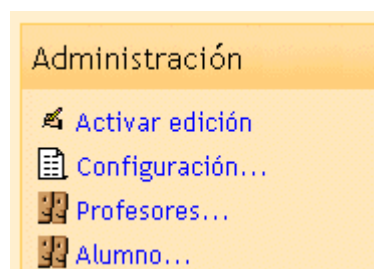 Administración
Activar edición
Configuración...
Profesores...
Alumno...